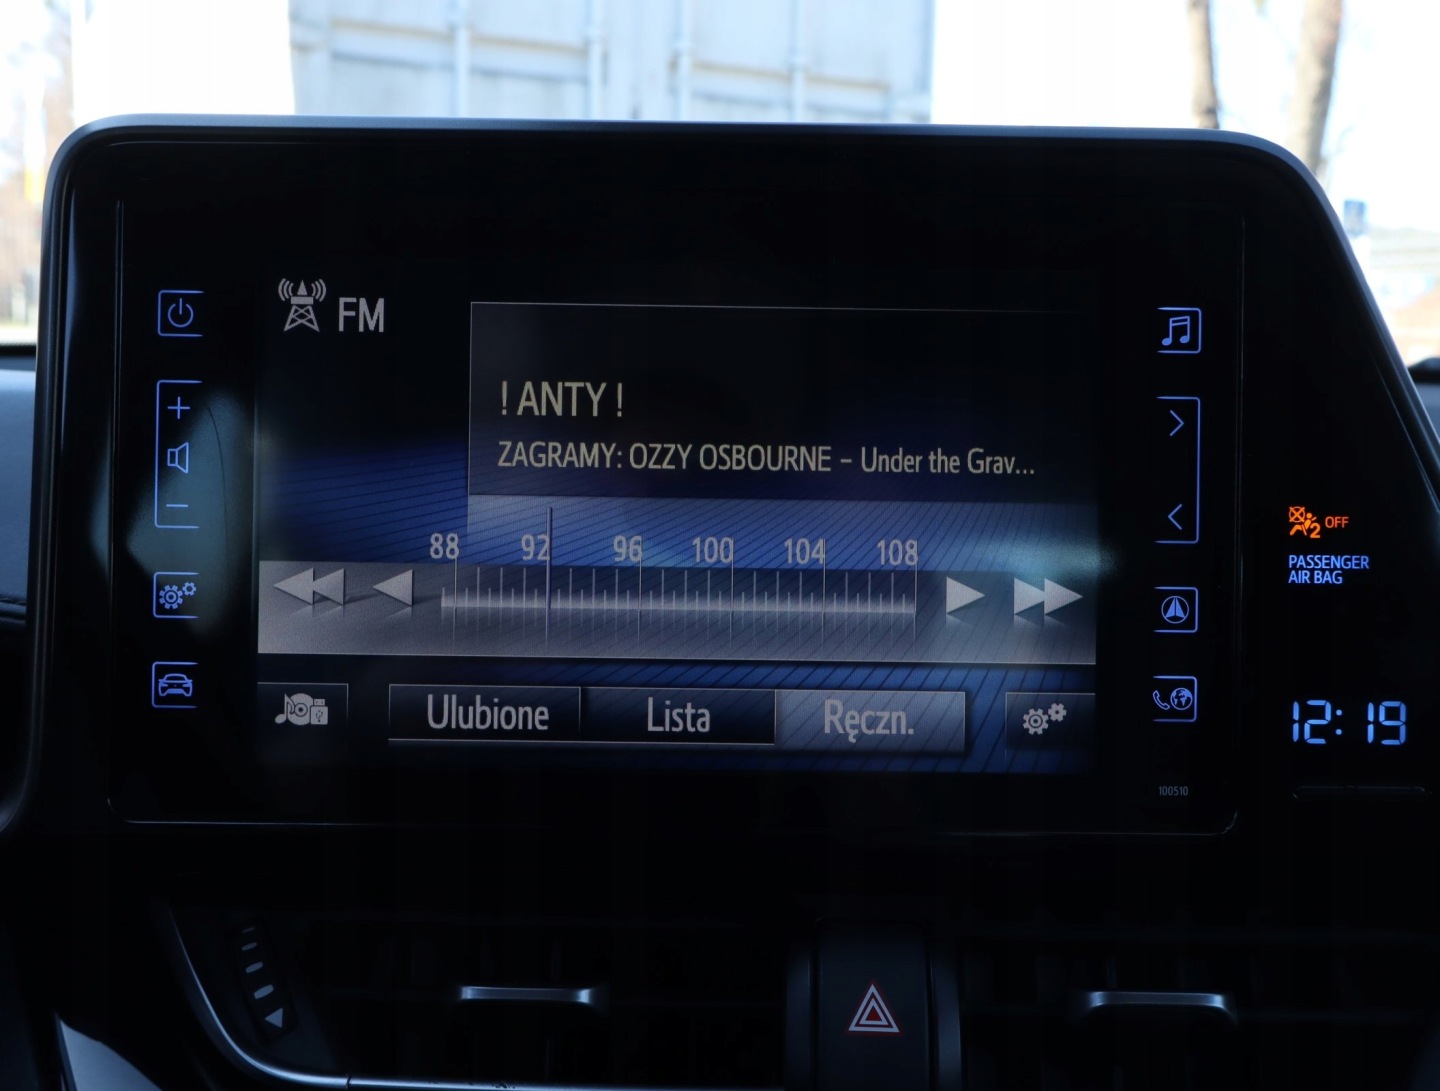 FM
! ANTY !
ZAGRAMY: OZZY OSBOURNE – Under the Grav...
88 92 96 100 104 108
2 OFF
PASSENGER
AIR BAG
Ulubione Lista Ręczn.
12:19
100510